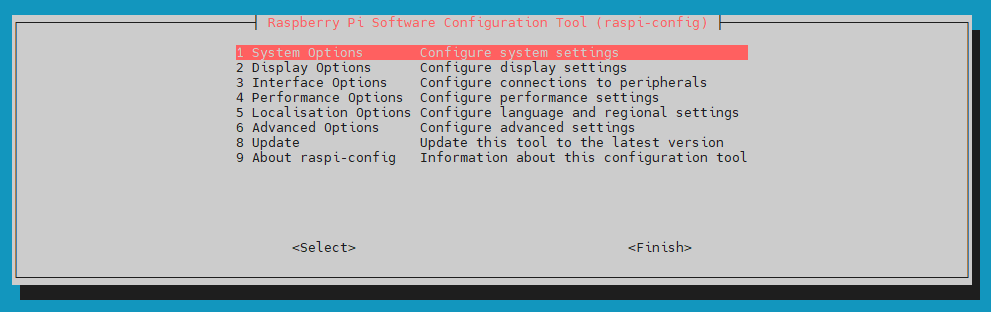 Raspberry Pi Software Configuration Tool (raspi-config)
1 System Options Configure system settings
2 Display Options Configure display settings
3 Interface Options Configure connections to peripherals
4 Performance Options Configure performance settings
5 Localisation Options Configure language and regional settings
6 Advanced Options Configure advanced settings
8 Update Update this tool to the latest version
9 About raspi-config Information about this configuration tool
<Select> <Finish>